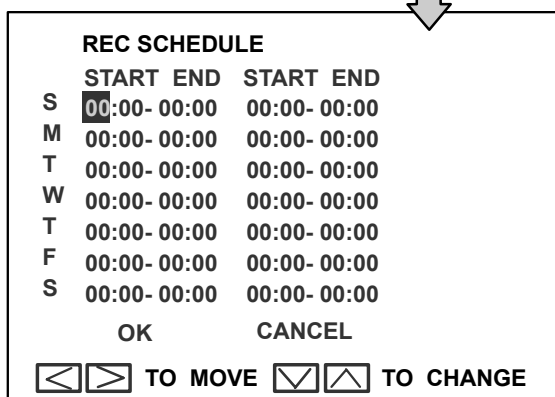 REC SCHEDULE
START END START END
S 00:00- 00:00 00:00- 00:00
M 00:00- 00:00 00:00- 00:00
T 00:00- 00:00 00:00- 00:00
W 00:00- 00:00 00:00- 00:00
T 00:00- 00:00 00:00- 00:00
F 00:00- 00:00 00:00- 00:00
S 00:00- 00:00 00:00- 00:00
OK CANCEL
TO MOVE TO CHANGE